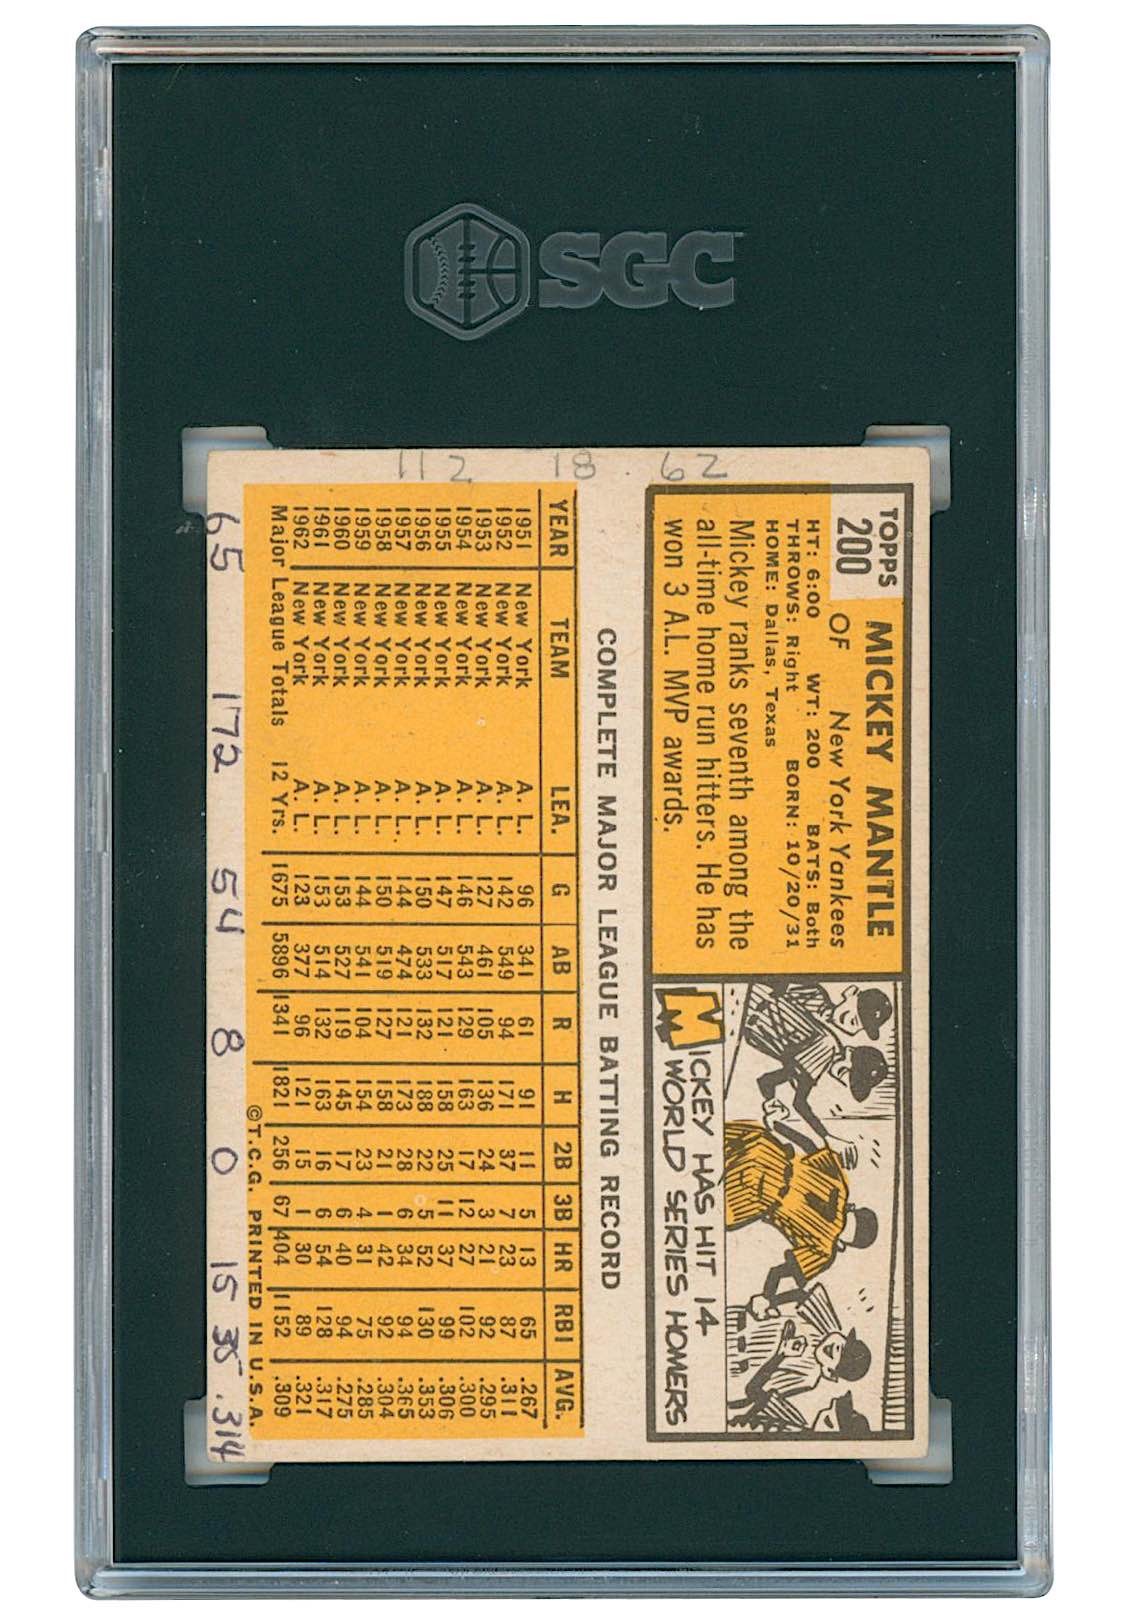 SGC
TOPPS
200
MICKEY MANTLE
OF New York Yankees
HT: 6:00 WT: 200 BATS: Both
THROWS: Right BORN: 10/20/31
HOME: Dallas, Texas
Mickey ranks seventh among the
all-time home run hitters. He has
won 3 A.L. MVP awards.
7
MICKEY HAS HIT 14
WORLD SERIES HOMERS
M
COMPLETE MAJOR LEAGUE BATTING RECORD
YEAR TEAM LEA. G AB R H 2B 3B HR RBI AVG.
1951 New York A. L. 96 341 61 91 11 5 13 65 .267
1952 New York A. L. 142 549 94 171 37 7 23 87 .311
1953 New York A. L. 127 461 105 136 24 3 21 92 .295
1954 New York A. L. 146 543 129 163 17 12 27 102 .300
1955 New York A. L. 147 517 121 158 25 11 37 99 .306
1956 New York A. L. 150 533 132 188 22 5 52 130 .353
1957 New York A. L. 144 474 121 173 28 6 34 94 .365
1958 New York A. L. 150 519 127 158 21 1 42 92 .304
1959 New York A. L. 144 541 104 154 23 4 31 75 .285
1960 New York A. L. 153 527 119 145 17 6 40 94 .275
1961 New York A. L. 153 514 132 163 16 6 54 128 .317
1962 New York A. L. 123 377 96 121 15 1 30 89 .321
Major League Totals 12 Yrs. 1675 5896 1341 1821 256 67 404 1152 .309
©T.C.G. PRINTED IN U.S.A.
65 172 54 8 0 15 35 .314
112 18 . 62